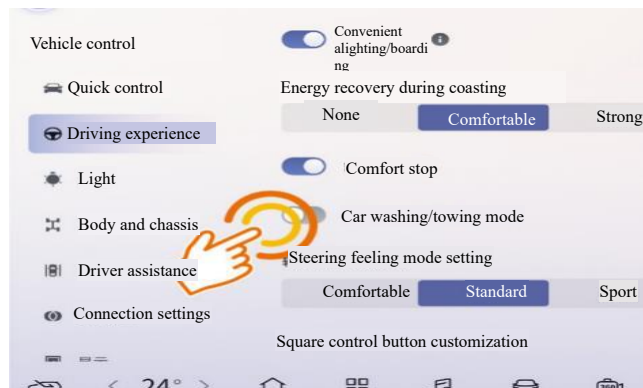 Vehicle control
Quick control
Driving experience
Light
Body and chassis
Driver assistance
Connection settings
Convenient
alighting/boardi
ng
Energy recovery during coasting
None Comfortable Strong
Comfort stop
Car washing/towing mode
Steering feeling mode setting
Comfortable Standard Sport
Square control button customization
24°